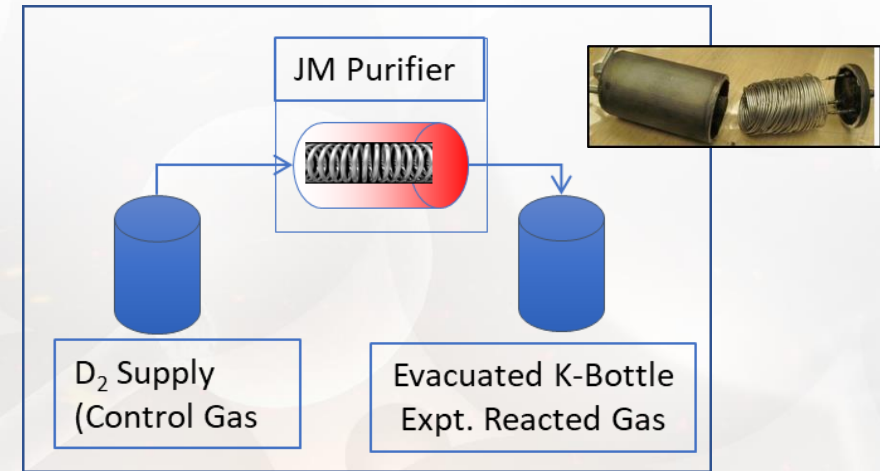 JM Purifier
D₂ Supply
(Control Gas
Evacuated K-Bottle
Expt. Reacted Gas